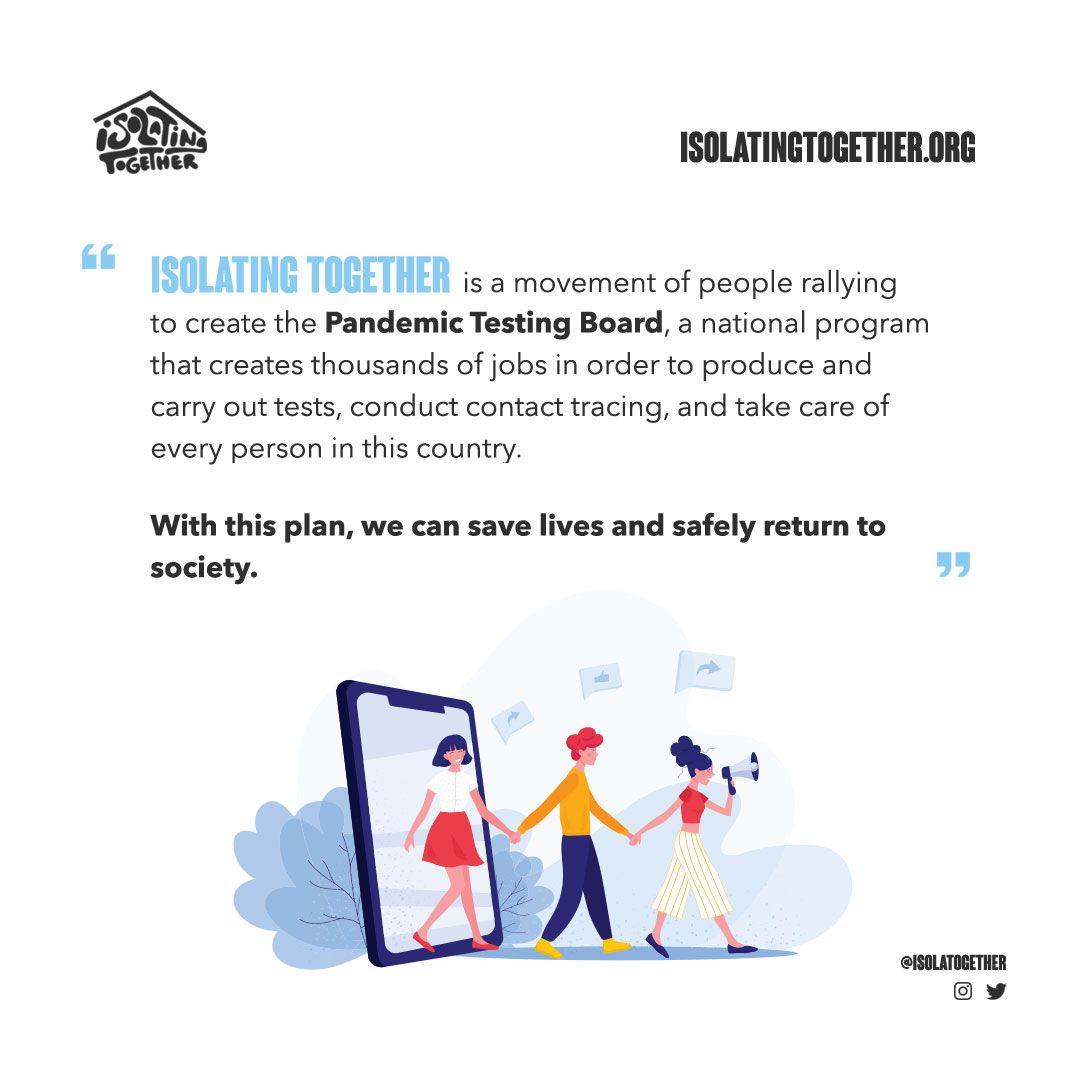 iSOLATING
TOGETHER
ISOLATINGTOGETHER.ORG
“ ISOLATING TOGETHER is a movement of people rallying
to create the Pandemic Testing Board, a national program
that creates thousands of jobs in order to produce and
carry out tests, conduct contact tracing, and take care of
every person in this country.
With this plan, we can save lives and safely return to
society. ”
@ISOLATOGETHER